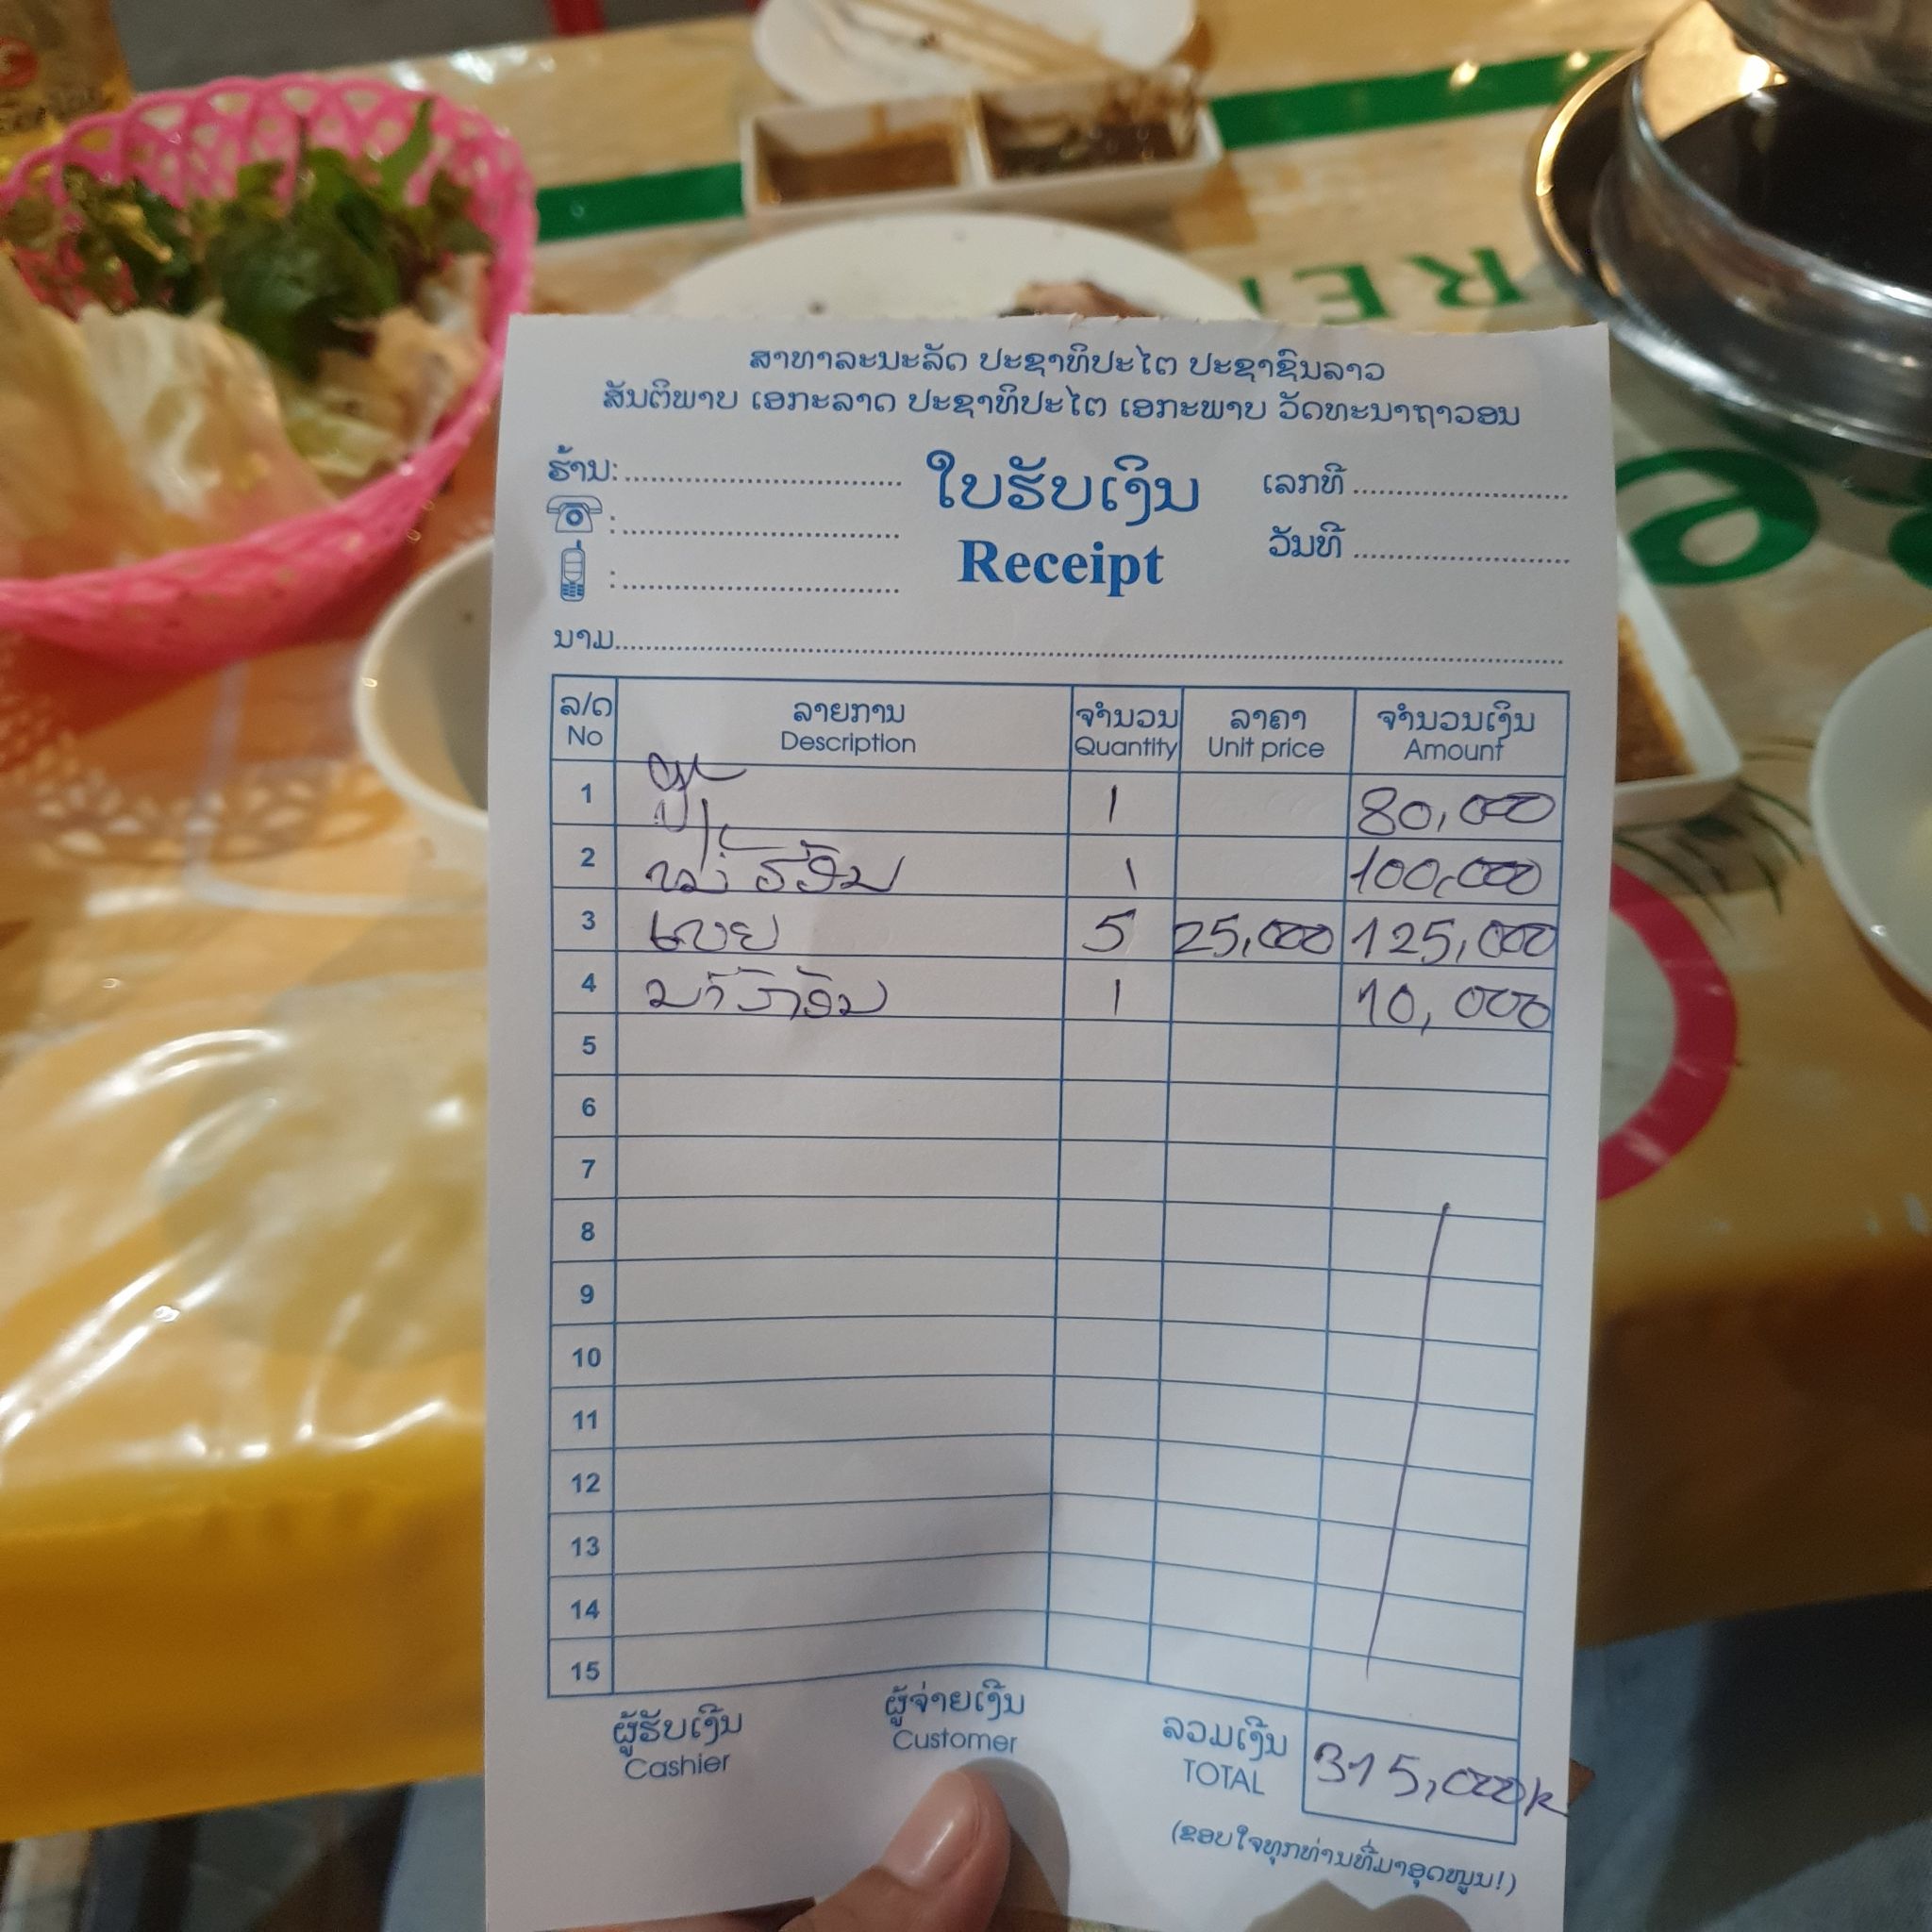 ສາທາລະນະລັດ ປະຊາທິປະໄຕ ປະຊາຊົນລາວ
ສັນຕິພາບ ເອກະລາດ ປະຊາທິປະໄຕ ເອກະພາບ ວັດທະນາຖາວອນ
ຮ້ານ: ໃບຮັບເງິນ ເລກທີ
Receipt ວັນທີ
ນາມ
ລ/ດ ລາຍການ ຈຳນວນ ລາຄາ ຈຳນວນເງິນ
No Description Quantity Unit price Amount
1 1 80,000
2 1 100,000
3 ເບຍ 5 25,000 125,000
4 1 10,000
5
6
7
8
9
10
11
12
13
14
15
ຜູ້ຮັບເງິນ ຜູ້ຈ່າຍເງິນ ລວມເງິນ
Cashier Customer TOTAL 315,000k
(ຂອບໃຈທຸກທ່ານທີ່ມາອຸດໜູນ!)